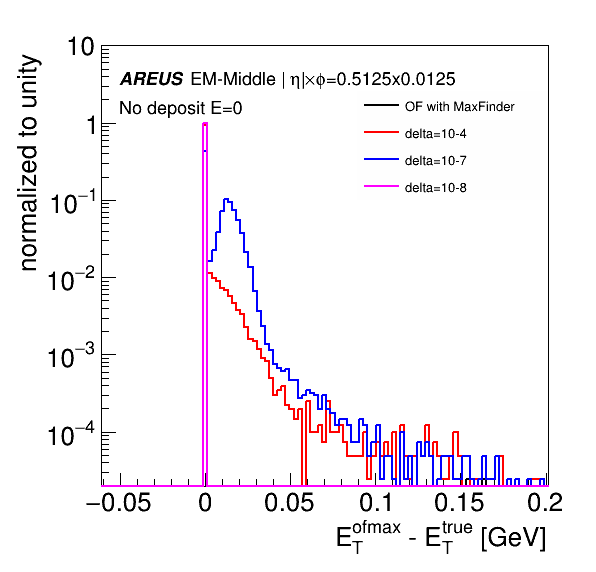 AREUS EM-Middle | η|×φ=0.5125x0.0125
No deposit E=0
OF with MaxFinder
delta=10-4
delta=10-7
delta=10-8
normalized to unity
10
1
10⁻¹
10⁻²
10⁻³
10⁻⁴
−0.05 0 0.05 0.1 0.15 0.2
E_T^ofmax - E_T^true [GeV]